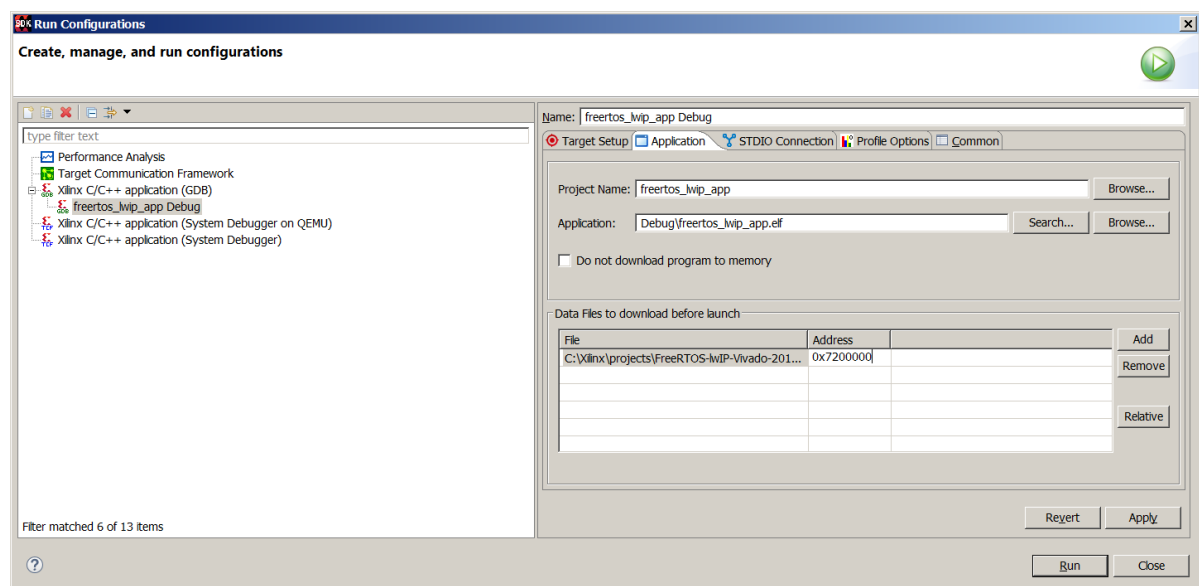 SDK Run Configurations
Create, manage, and run configurations
type filter text
Performance Analysis
Target Communication Framework
Xilinx C/C++ application (GDB)
freertos_lwip_app Debug
Xilinx C/C++ application (System Debugger on QEMU)
Xilinx C/C++ application (System Debugger)
Filter matched 6 of 13 items
Name: freertos_lwip_app Debug
Target Setup Application STDIO Connection Profile Options Common
Project Name: freertos_lwip_app Browse...
Application: Debug\freertos_lwip_app.elf Search... Browse...
Do not download program to memory
Data Files to download before launch
File Address Add
C:\Xilinx\projects\FreeRTOS-lwIP-Vivado-201... 0x7200000
Remove
Relative
Revert Apply
? Run Close